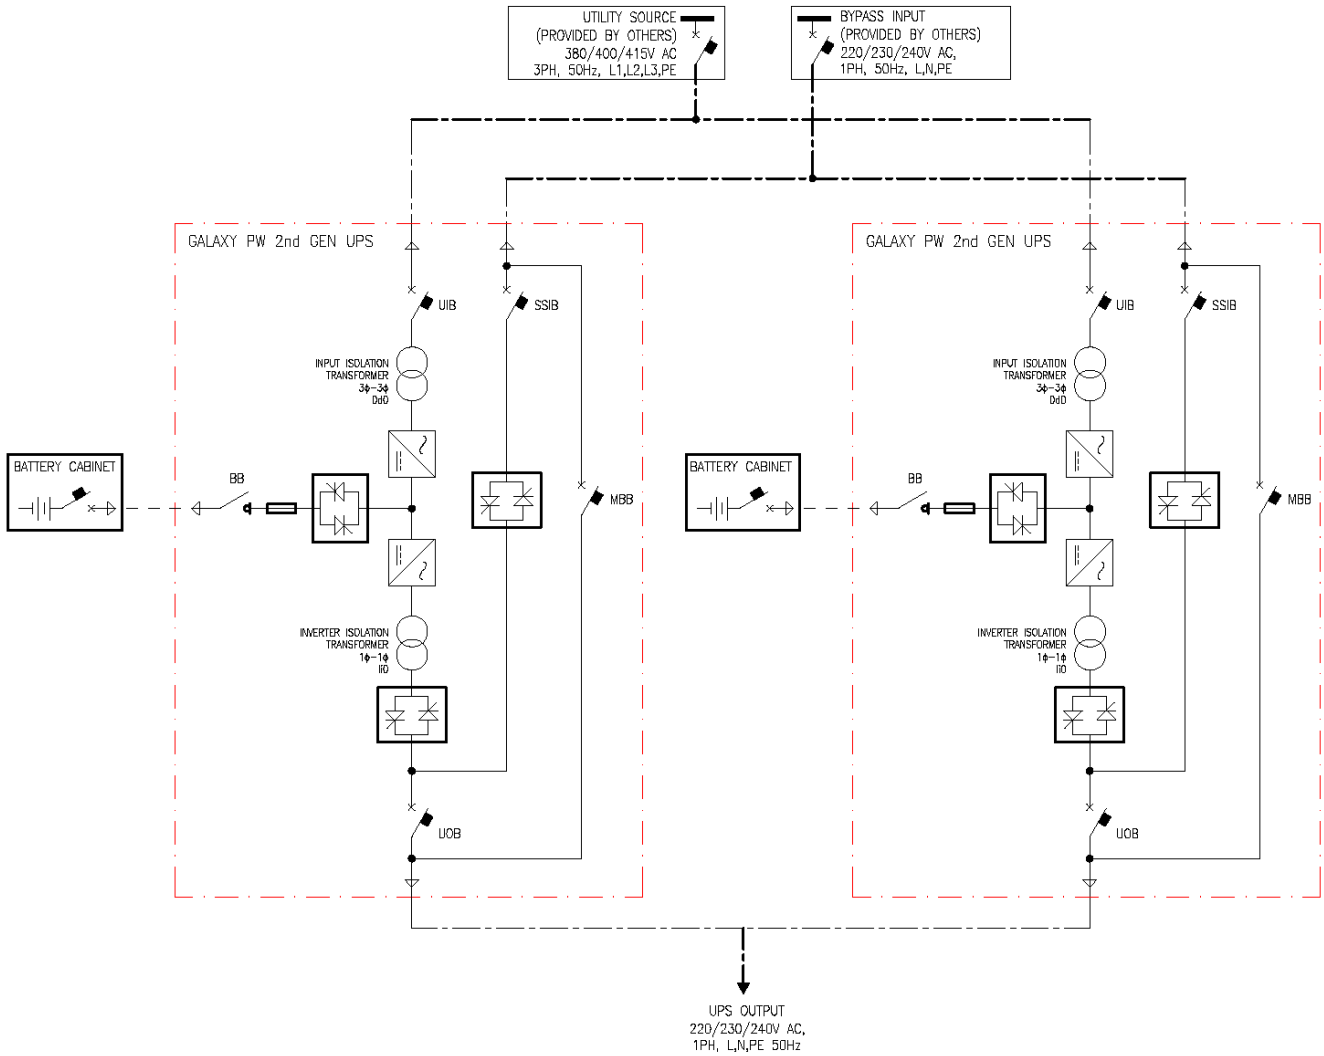 UTILITY SOURCE
(PROVIDED BY OTHERS)
380/400/415V AC
3PH, 50Hz, L1,L2,L3,PE
BYPASS INPUT
(PROVIDED BY OTHERS)
220/230/240V AC,
1PH, 50Hz, L,N,PE
GALAXY PW 2nd GEN UPS
UIB
SSIB
INPUT ISOLATION
TRANSFORMER
3ϕ-3ϕ
Dd0
BATTERY CABINET
BB
MBB
INVERTER ISOLATION
TRANSFORMER
1ϕ-1ϕ
Ii0
UOB
GALAXY PW 2nd GEN UPS
UIB
SSIB
INPUT ISOLATION
TRANSFORMER
3ϕ-3ϕ
Dd0
BATTERY CABINET
BB
MBB
INVERTER ISOLATION
TRANSFORMER
1ϕ-1ϕ
Ii0
UOB
UPS OUTPUT
220/230/240V AC,
1PH, L,N,PE 50Hz